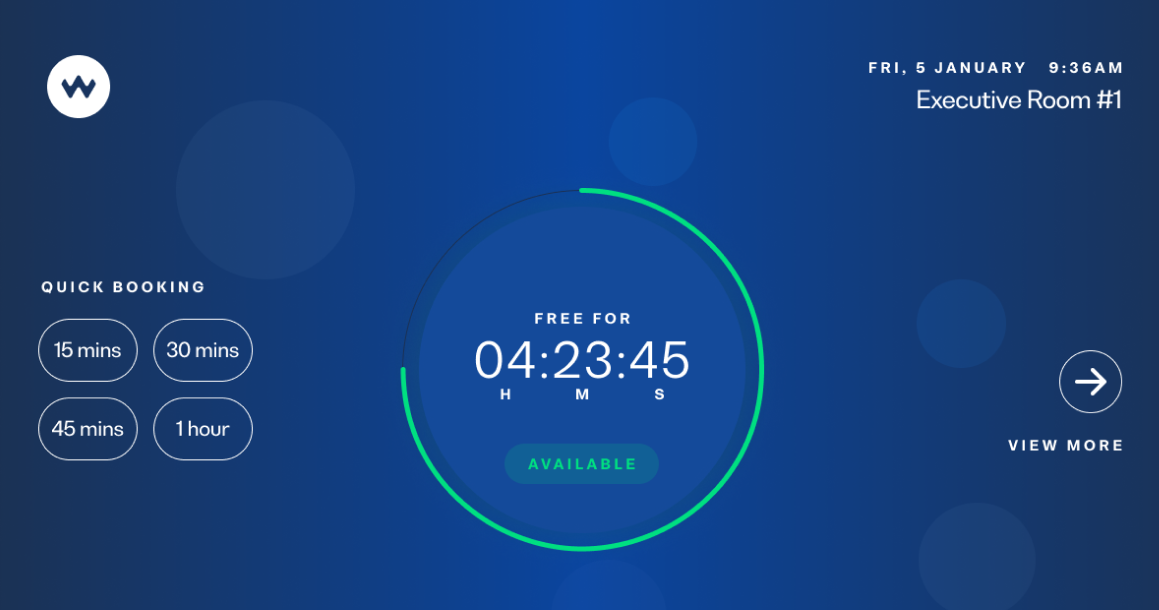 FRI, 5 JANUARY 9:36AM
Executive Room #1
QUICK BOOKING
15 mins 30 mins
45 mins 1 hour
FREE FOR
04:23:45
H M S
AVAILABLE
VIEW MORE